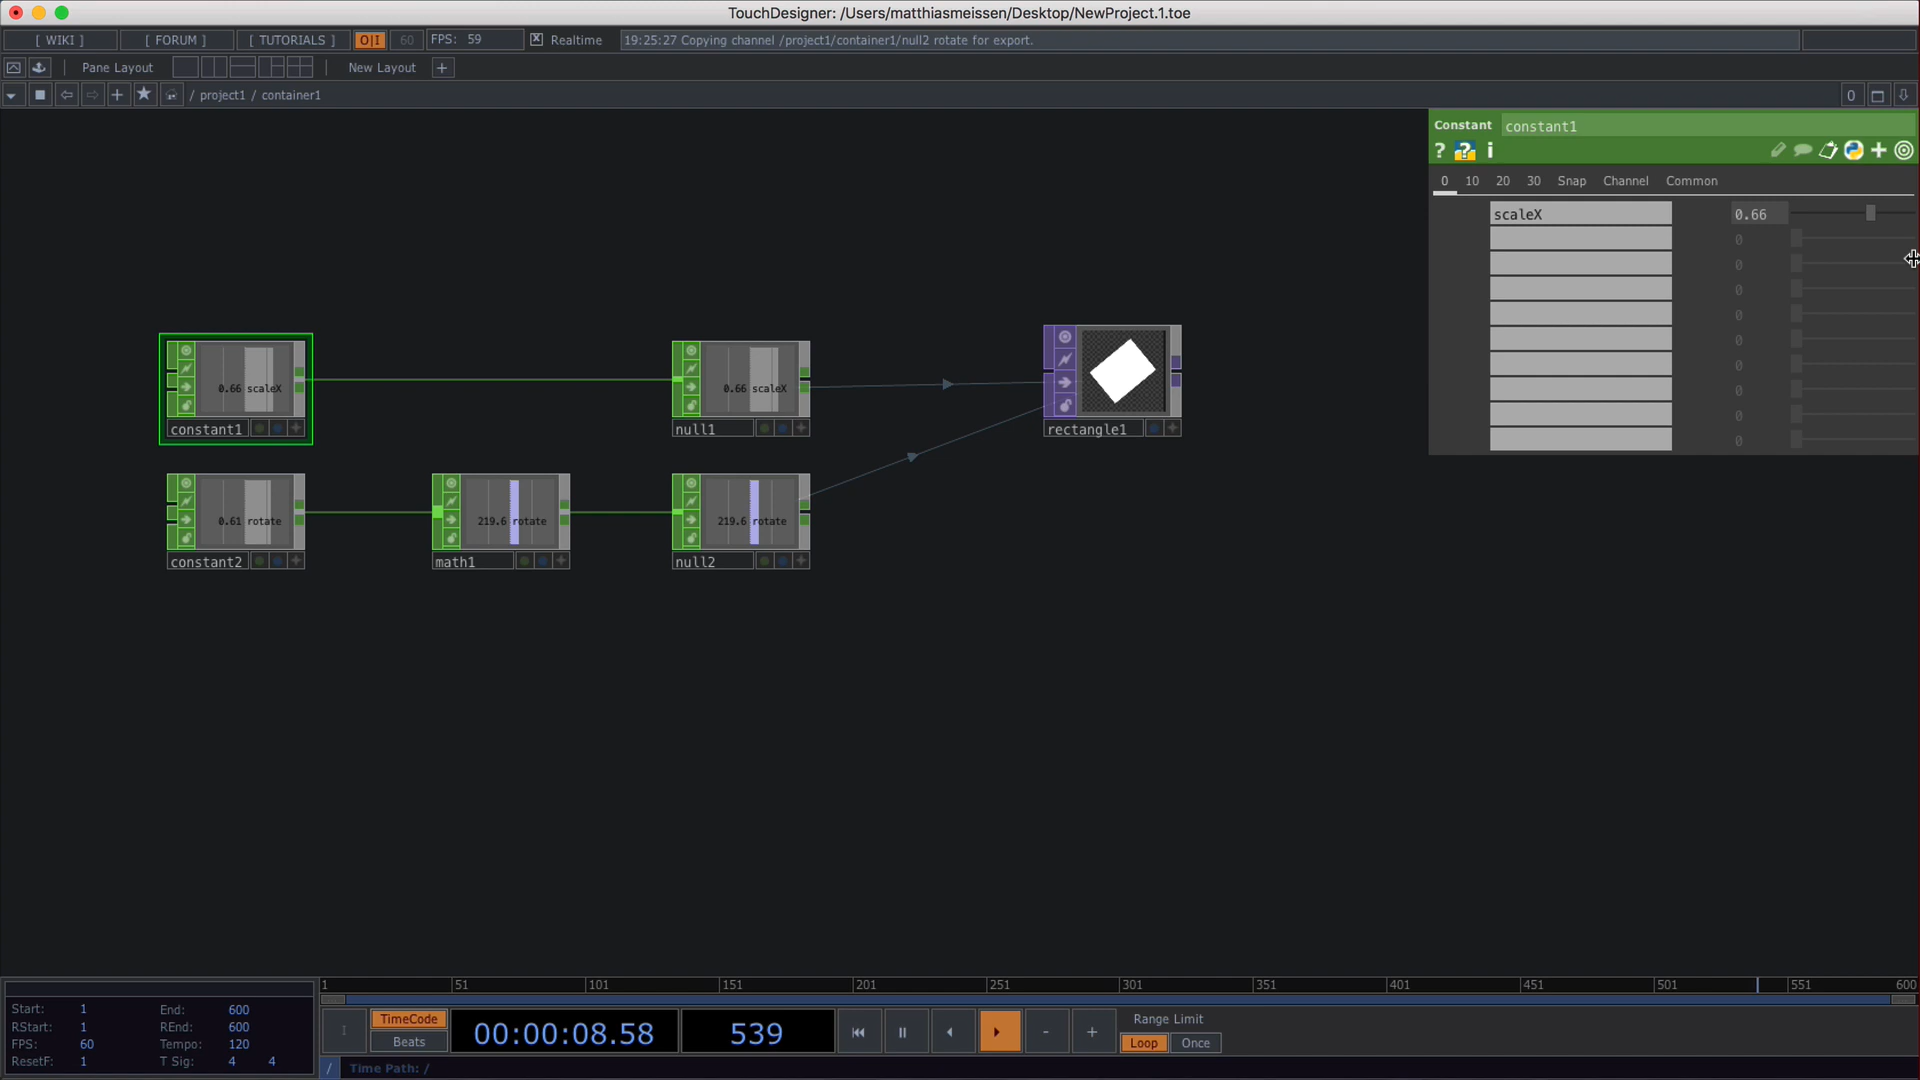 TouchDesigner: /Users/matthiasmeissen/Desktop/NewProject.1.toe
[ WIKI ] [ FORUM ] [ TUTORIALS ] O|I 60 FPS: 59 Realtime 19:25:27 Copying channel /project1/container1/null2 rotate for export.
Pane Layout New Layout +
/ project1 / container1 0
Constant constant1
? ? i
0 10 20 30 Snap Channel Common
scaleX 0.66
0
0
0
0
0
0
0
0
0
0.66 scaleX
constant1
0.66 scaleX
null1
rectangle1
0.61 rotate
constant2
219.6 rotate
math1
219.6 rotate
null2
1 51 101 151 201 251 301 351 401 451 501 551 600
Start: 1 End: 600
RStart: 1 REnd: 600
FPS: 60 Tempo: 120
ResetF: 1 T Sig: 4 4
TimeCode
Beats
00:00:08.58 539
- +
Range Limit
Loop Once
/ Time Path: /